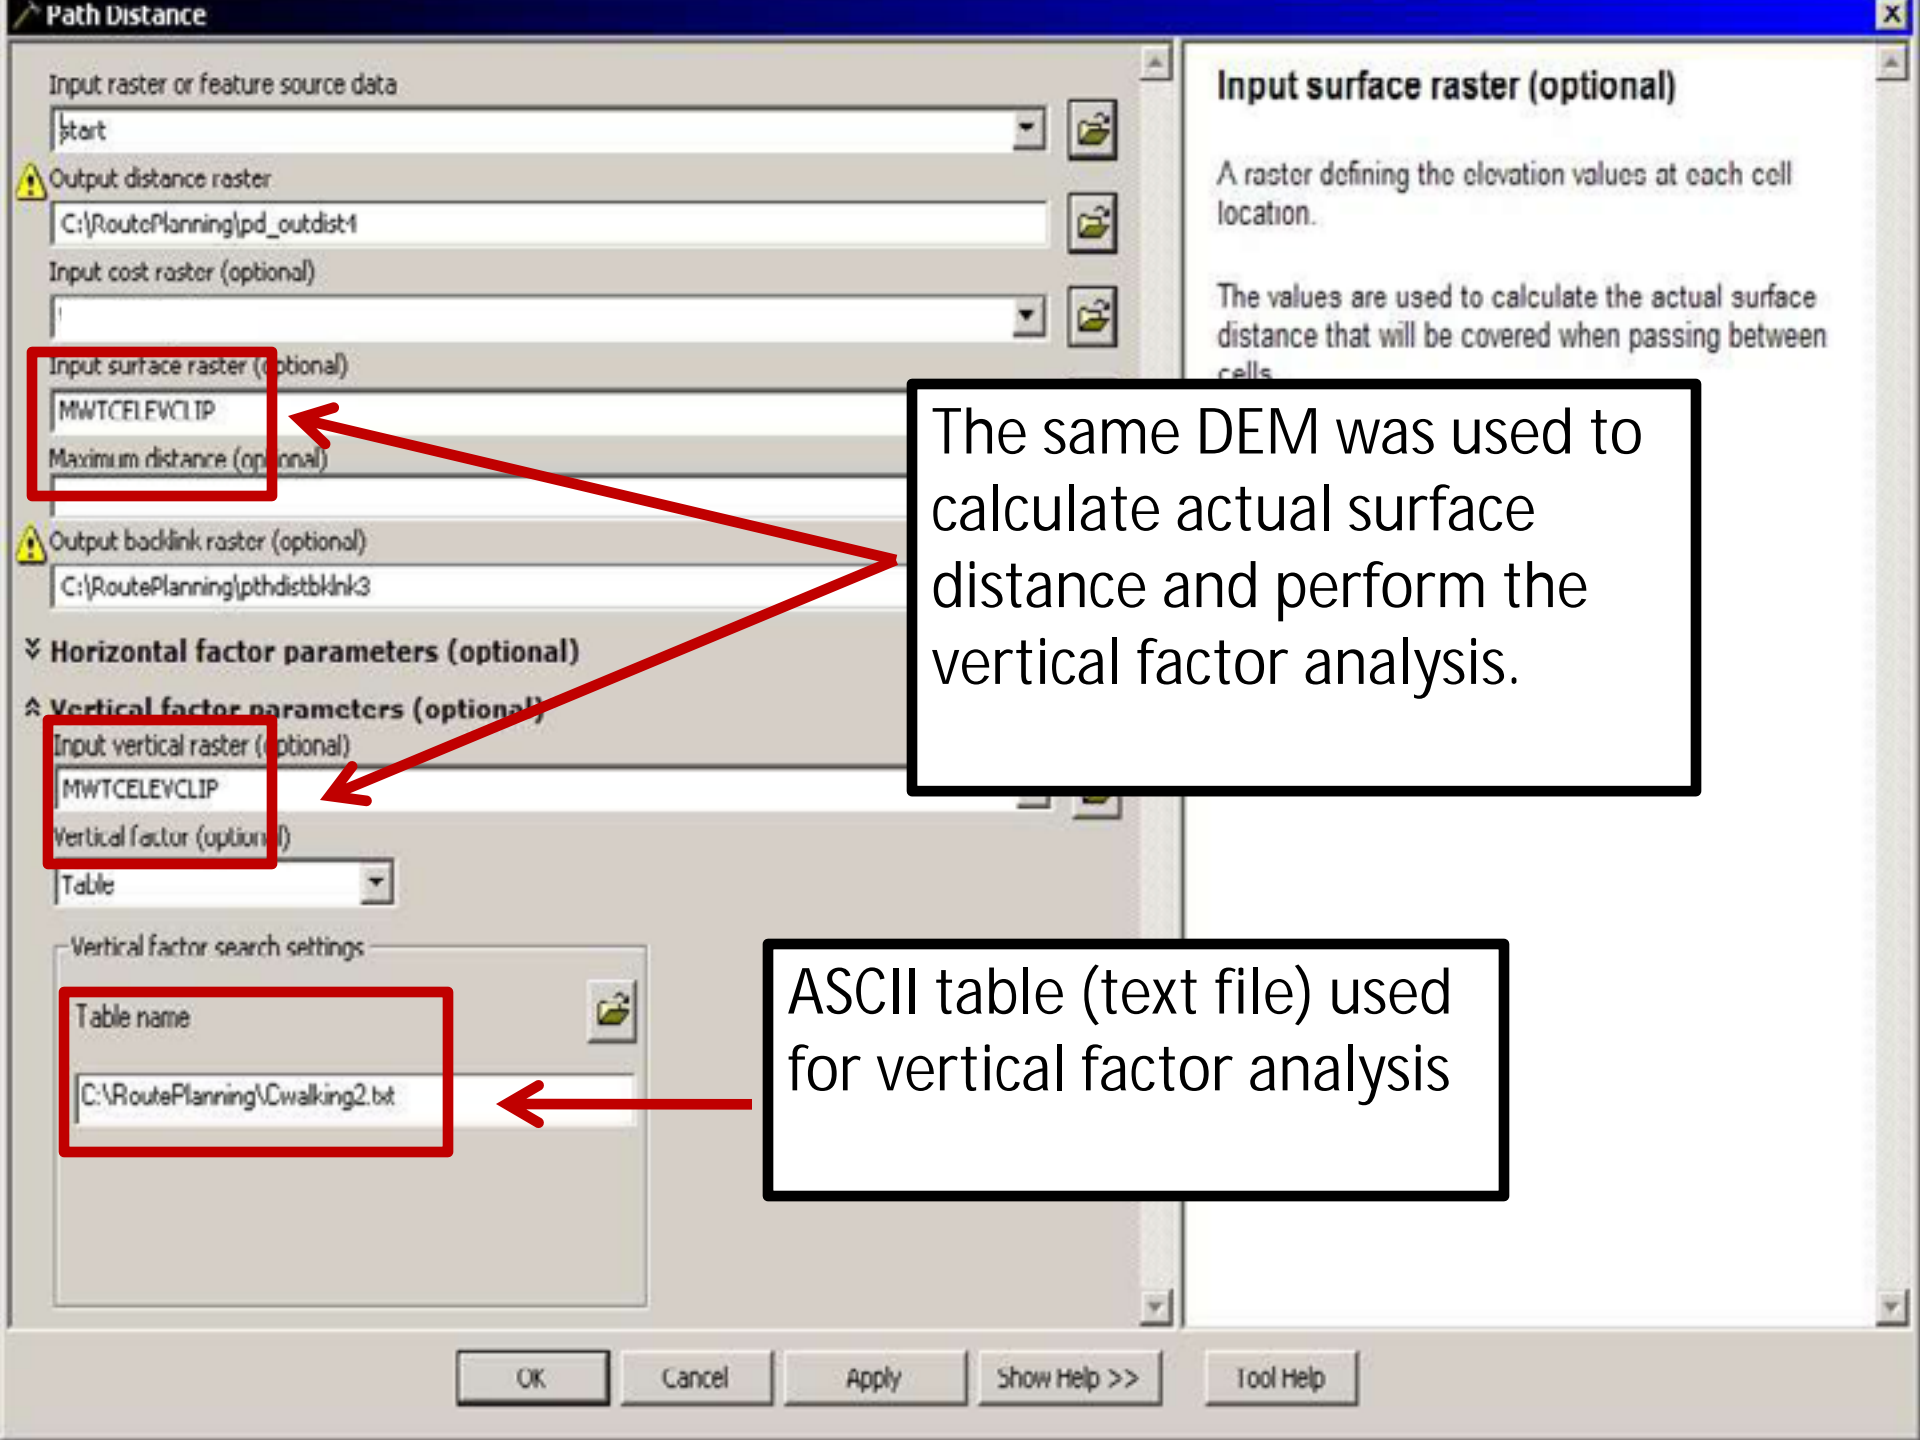 Path Distance
Input raster or feature source data
start
Output distance raster
C:\RoutePlanning\pd_outdist4
Input cost raster (optional)
Input surface raster (optional)
MWTCELEVCLIP
Maximum distance (optional)
Output backlink raster (optional)
C:\RoutePlanning\pthdistbklnk3
Horizontal factor parameters (optional)
Vertical factor parameters (optional)
Input vertical raster (optional)
MWTCELEVCLIP
Vertical factor (optional)
Table
Vertical factor search settings
Table name
C:\RoutePlanning\Cwalking2.txt
OK
Cancel
Apply
Show Help >>
Tool Help
Input surface raster (optional)
A raster defining the elevation values at each cell
location.
The values are used to calculate the actual surface
distance that will be covered when passing between
cells
The same DEM was used to
calculate actual surface
distance and perform the
vertical factor analysis.
ASCII table (text file) used
for vertical factor analysis